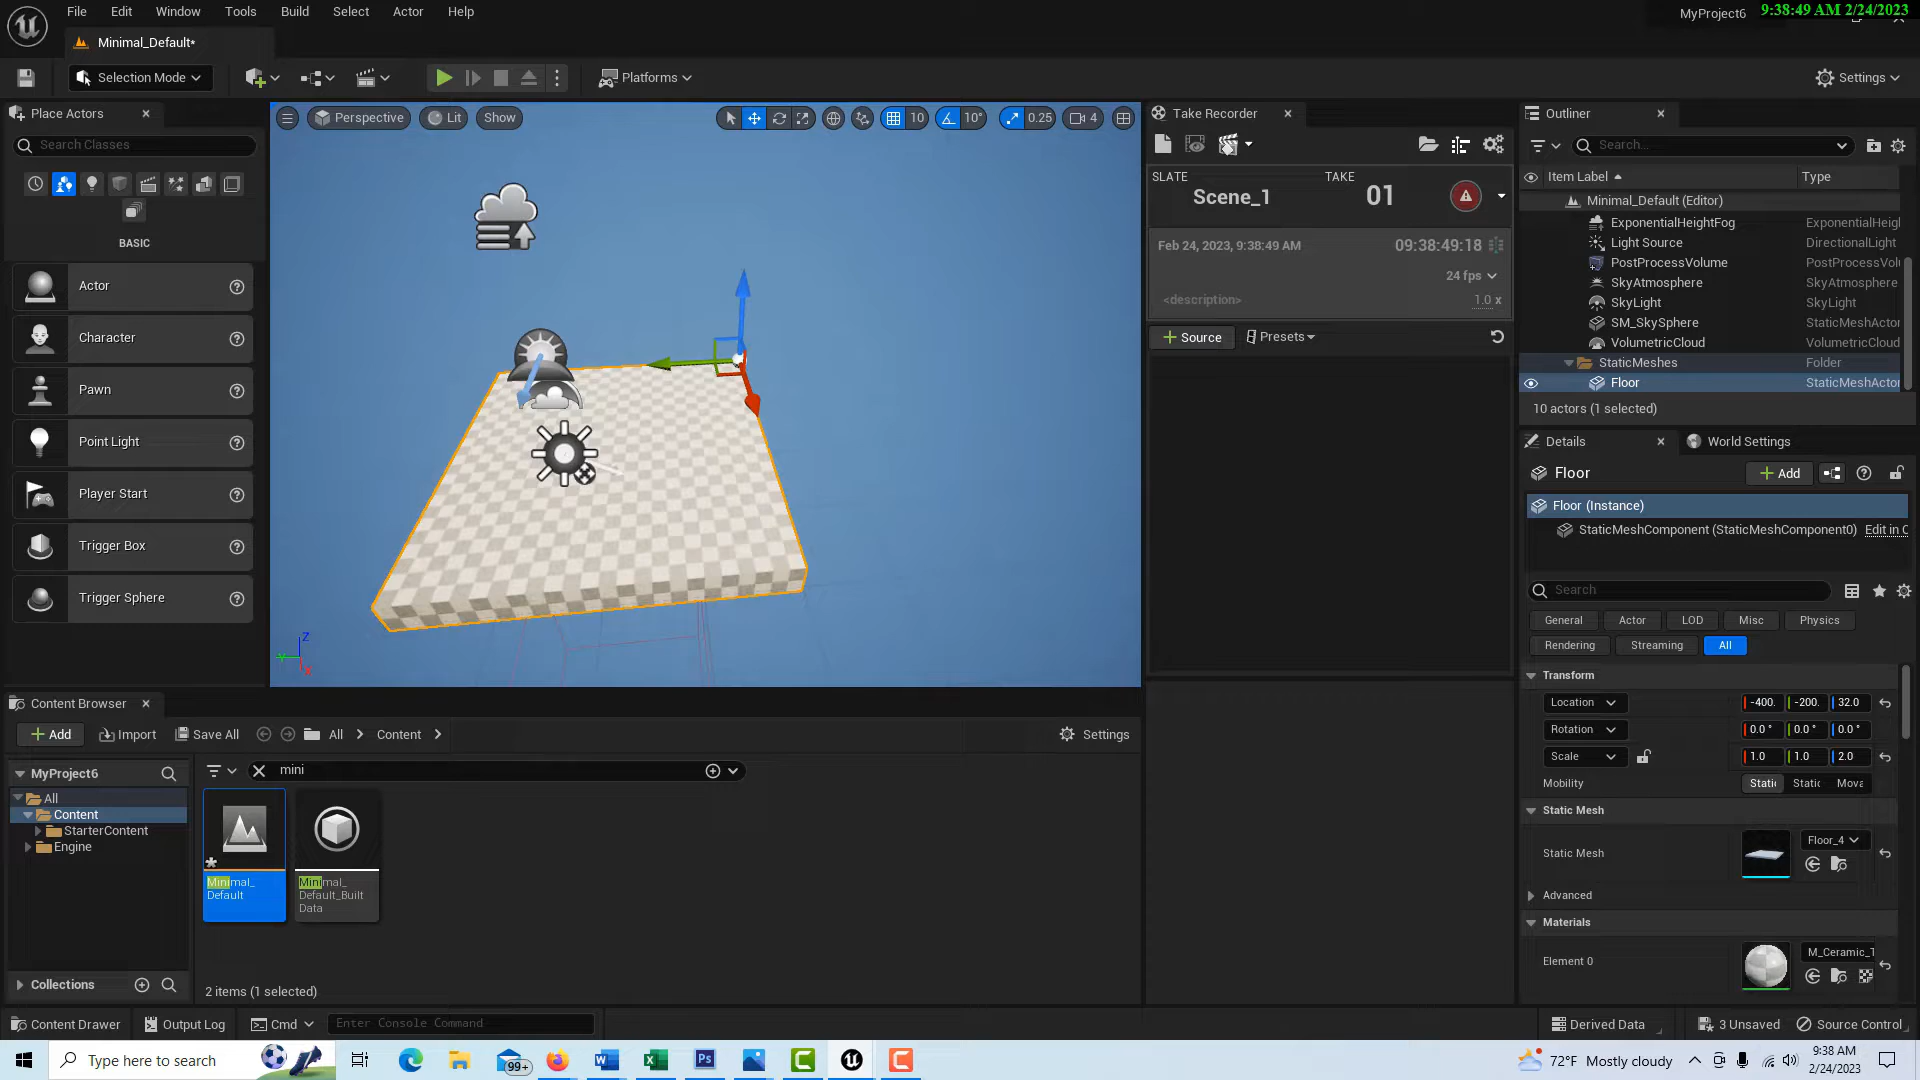 File Edit Window Tools Build Select Actor Help
MyProject6 9:38:49 AM 2/24/2023
Minimal_Default*
Selection Mode Platforms Settings
Place Actors
Search Classes
BASIC
Actor
Character
Pawn
Point Light
Player Start
Trigger Box
Trigger Sphere
Perspective Lit Show 10 10° 0.25 4
Z
X
Take Recorder
SLATE TAKE
Scene_1 01
Feb 24, 2023, 9:38:49 AM 09:38:49:18
24 fps
<description> 1.0 x
Source Presets
Outliner
Search...
Item Label Type
Minimal_Default (Editor)
ExponentialHeightFog ExponentialHeigl
Light Source DirectionalLight
PostProcessVolume PostProcessVolu
SkyAtmosphere SkyAtmosphere
SkyLight SkyLight
SM_SkySphere StaticMeshActor
VolumetricCloud VolumetricCloud
StaticMeshes Folder
Floor StaticMeshActor
10 actors (1 selected)
Details World Settings
Floor Add
Floor (Instance)
StaticMeshComponent (StaticMeshComponent0) Edit in C
Search
General Actor LOD Misc Physics
Rendering Streaming All
Transform
Location -400. -200. 32.0
Rotation 0.0 ° 0.0 ° 0.0 °
Scale 1.0 1.0 2.0
Mobility Static Static Mova
Static Mesh
Static Mesh Floor_4
Advanced
Materials
Element 0 M_Ceramic_T
Content Browser
Add Import Save All All Content Settings
MyProject6
All
Content
StarterContent
Engine
Collections
mini
Minimal_
Default
Minimal_
Default_Built
Data
2 items (1 selected)
Content Drawer Output Log Cmd Enter Console Command Derived Data 3 Unsaved Source Control
Type here to search 99+ 72°F Mostly cloudy 9:38 AM
2/24/2023